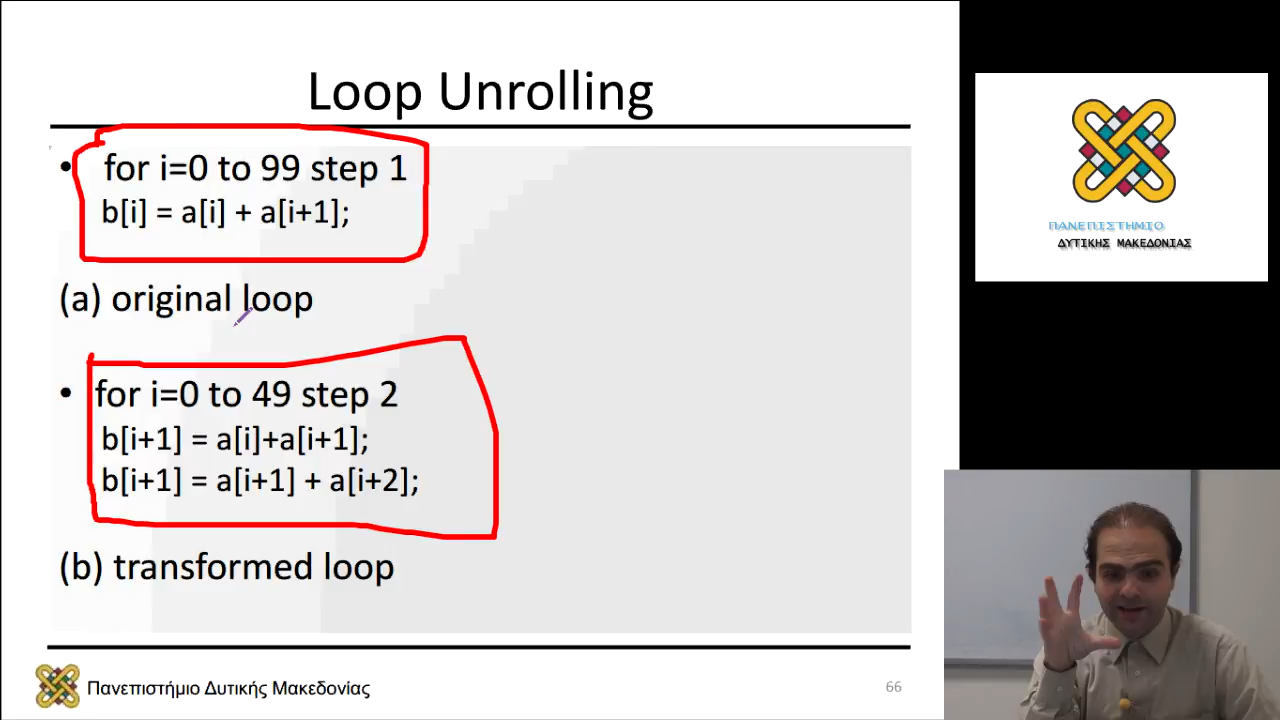 Loop Unrolling
• for i=0 to 99 step 1
b[i] = a[i] + a[i+1];
(a) original loop
• for i=0 to 49 step 2
b[i+1] = a[i]+a[i+1];
b[i+1] = a[i+1] + a[i+2];
(b) transformed loop
Πανεπιστήμιο Δυτικής Μακεδονίας
66
ΠΑΝΕΠΙΣΤΗΜΙΟ
ΔΥΤΙΚΗΣ ΜΑΚΕΔΟΝΙΑΣ